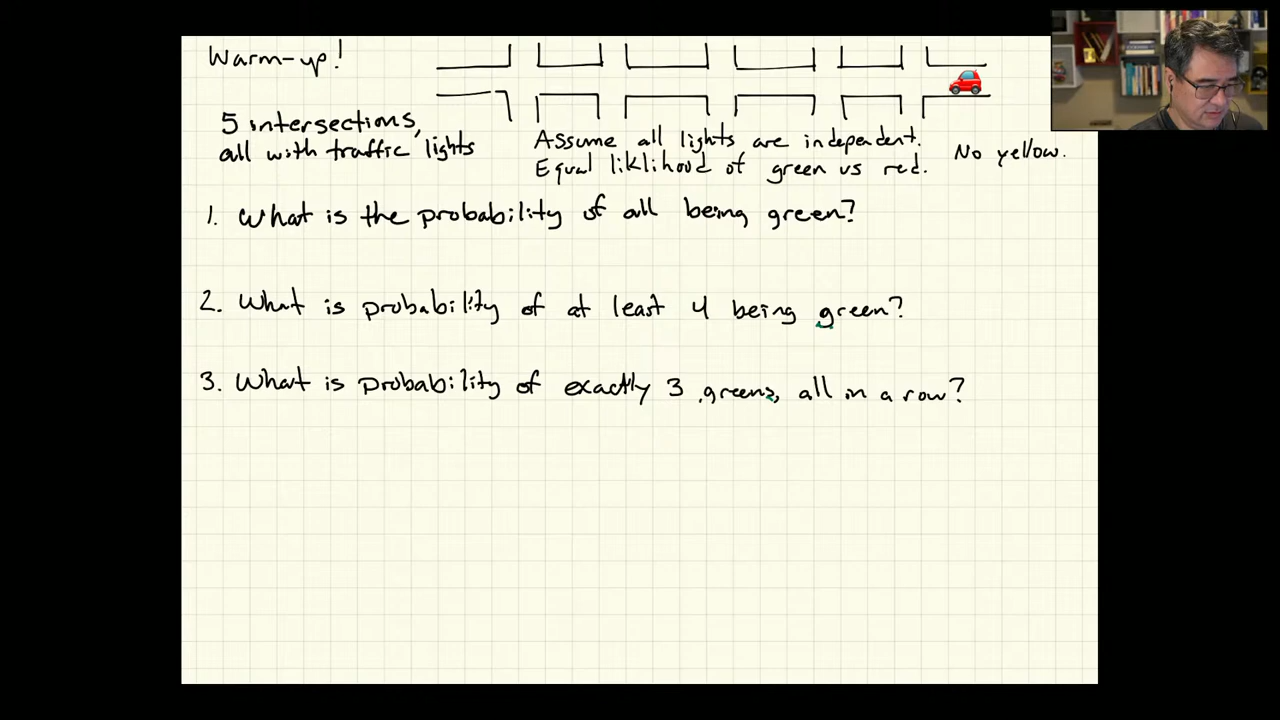 Warm-up!
5 intersections,
all with traffic lights
Assume all lights are independent.
Equal liklihood of green vs red.
No yellow.
1. What is the probability of all being green?
2. What is probability of at least 4 being green?
3. What is probability of exactly 3 greens, all in a row?